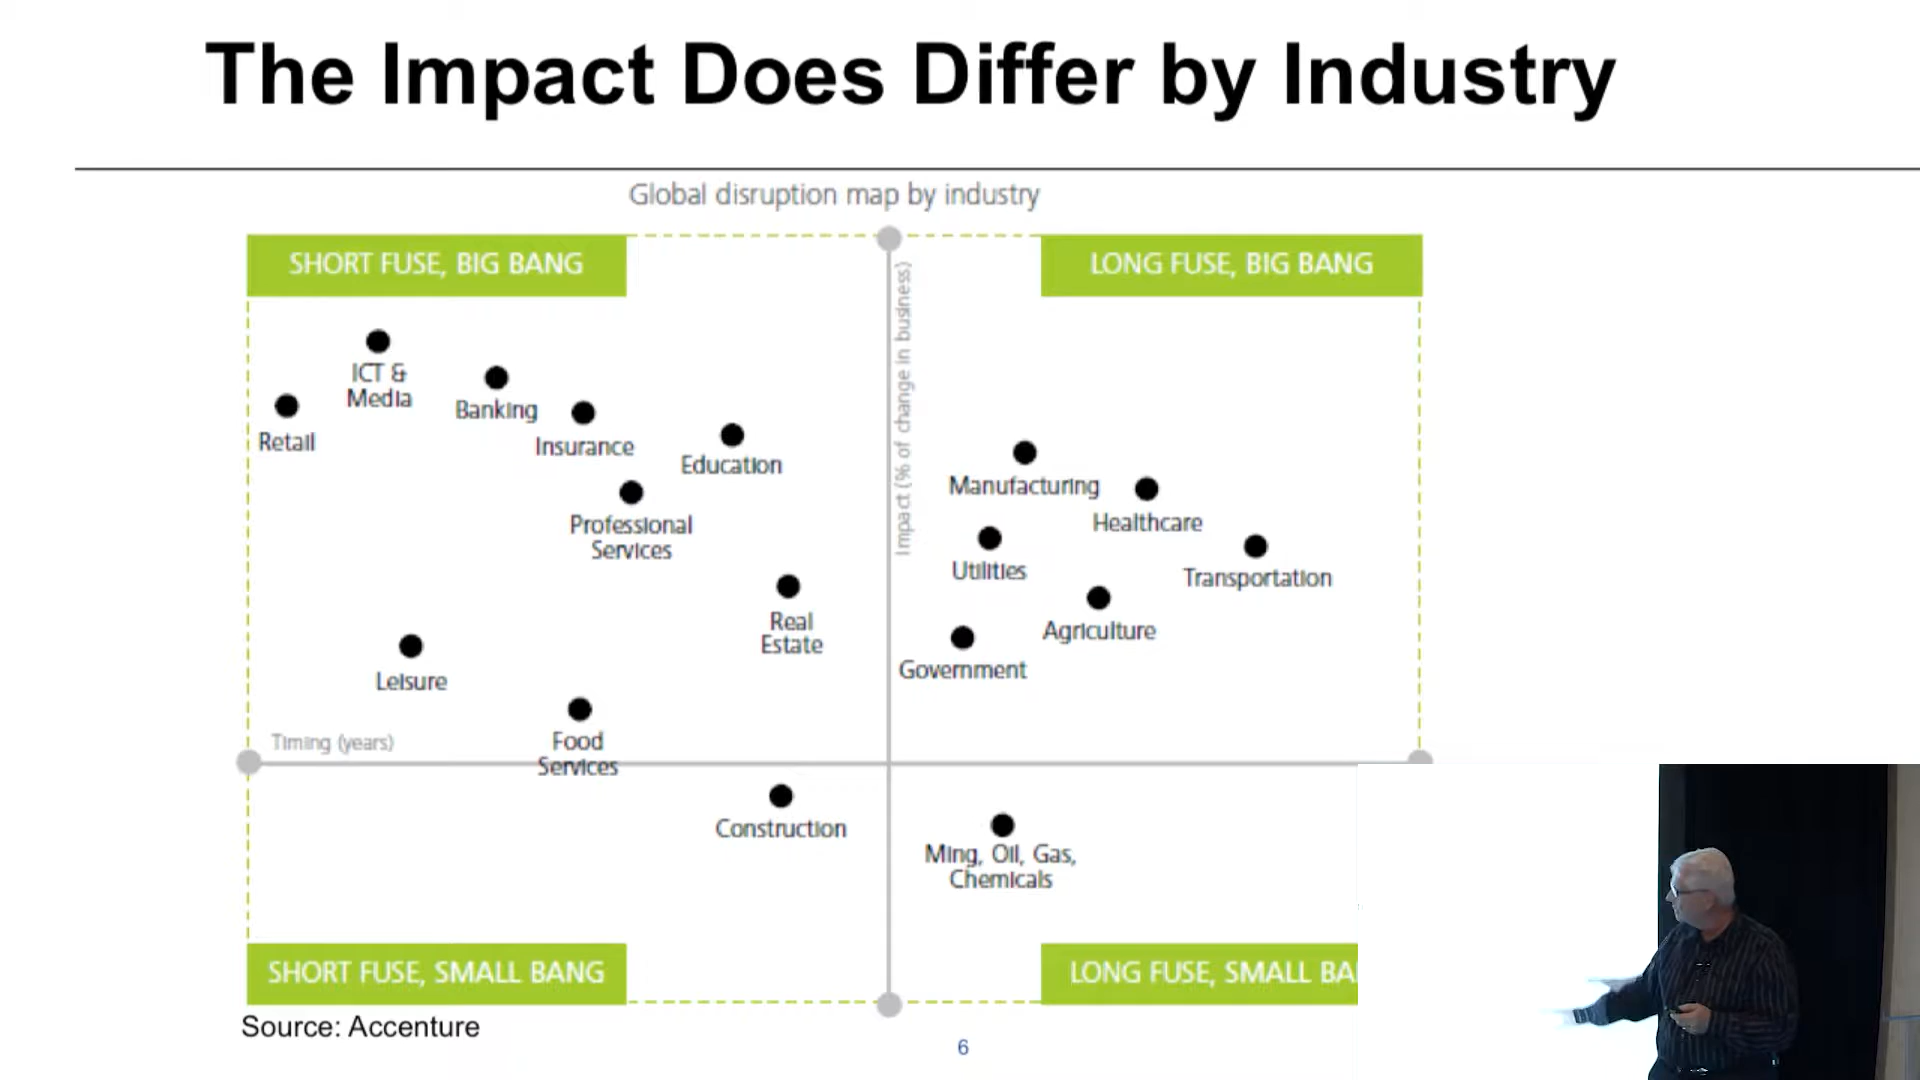 The Impact Does Differ by Industry
Global disruption map by industry
SHORT FUSE, BIG BANG
LONG FUSE, BIG BANG
Impact (% of change in business)
ICT &
Media
Retail
Banking
Insurance
Education
Professional
Services
Manufacturing
Healthcare
Utilities
Transportation
Real
Estate
Agriculture
Government
Leisure
Timing (years)
Food
Services
Construction
Ming, Oil, Gas,
Chemicals
SHORT FUSE, SMALL BANG
LONG FUSE, SMALL BA
Source: Accenture
6